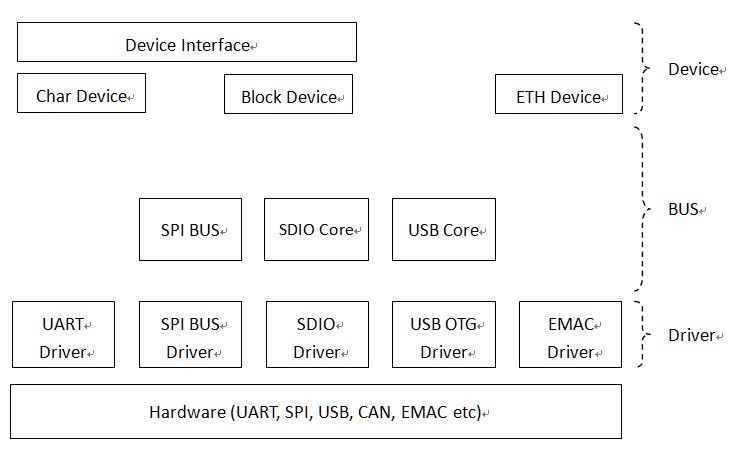 Device Interface
Device
Char Device
Block Device
ETH Device
BUS
SPI BUS
SDIO Core
USB Core
UART
Driver
SPI BUS
Driver
SDIO
Driver
USB OTG
Driver
EMAC
Driver
Driver
Hardware (UART, SPI, USB, CAN, EMAC etc)